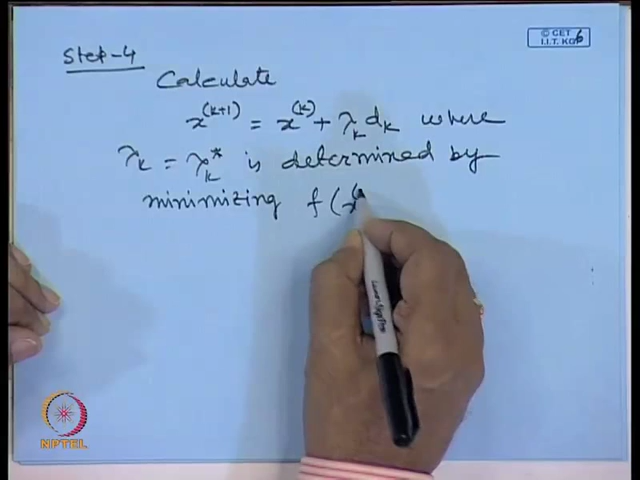 © CET
I.I.T. KGP
Step-4
Calculate
x^(k+1) = x^(k) + λ_k d_k where
λ_k = λ_k^* is determined by
minimizing f(x^(
NPTEL